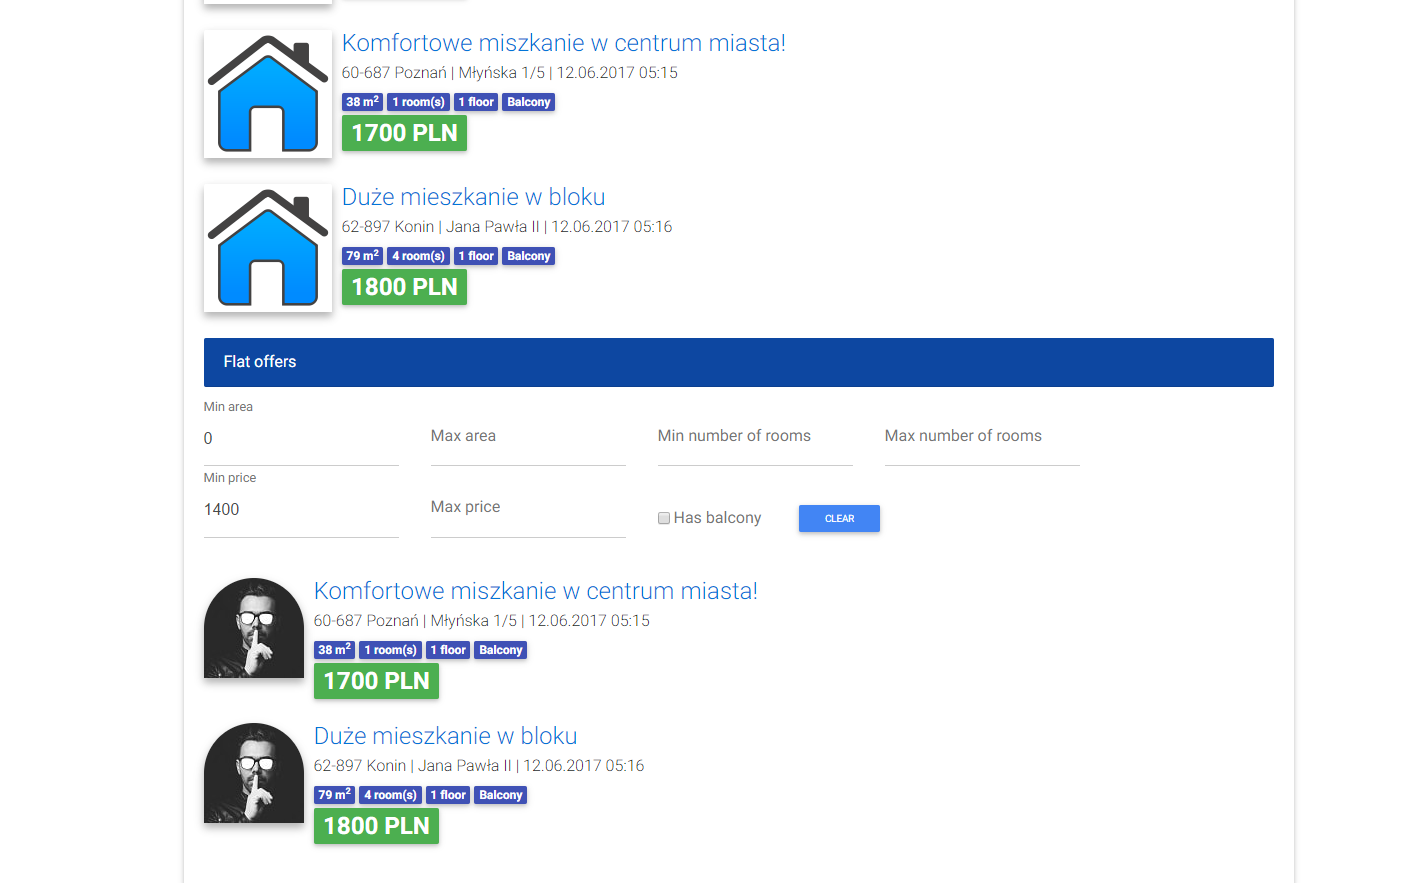 Komfortowe miszkanie w centrum miasta!
60-687 Poznań | Młyńska 1/5 | 12.06.2017 05:15
38 m² 1 room(s) 1 floor Balcony
1700 PLN
Duże mieszkanie w bloku
62-897 Konin | Jana Pawła II | 12.06.2017 05:16
79 m² 4 room(s) 1 floor Balcony
1800 PLN
Flat offers
Min area
0 Max area Min number of rooms Max number of rooms
Min price
1400 Max price Has balcony CLEAR
Komfortowe miszkanie w centrum miasta!
60-687 Poznań | Młyńska 1/5 | 12.06.2017 05:15
38 m² 1 room(s) 1 floor Balcony
1700 PLN
Duże mieszkanie w bloku
62-897 Konin | Jana Pawła II | 12.06.2017 05:16
79 m² 4 room(s) 1 floor Balcony
1800 PLN